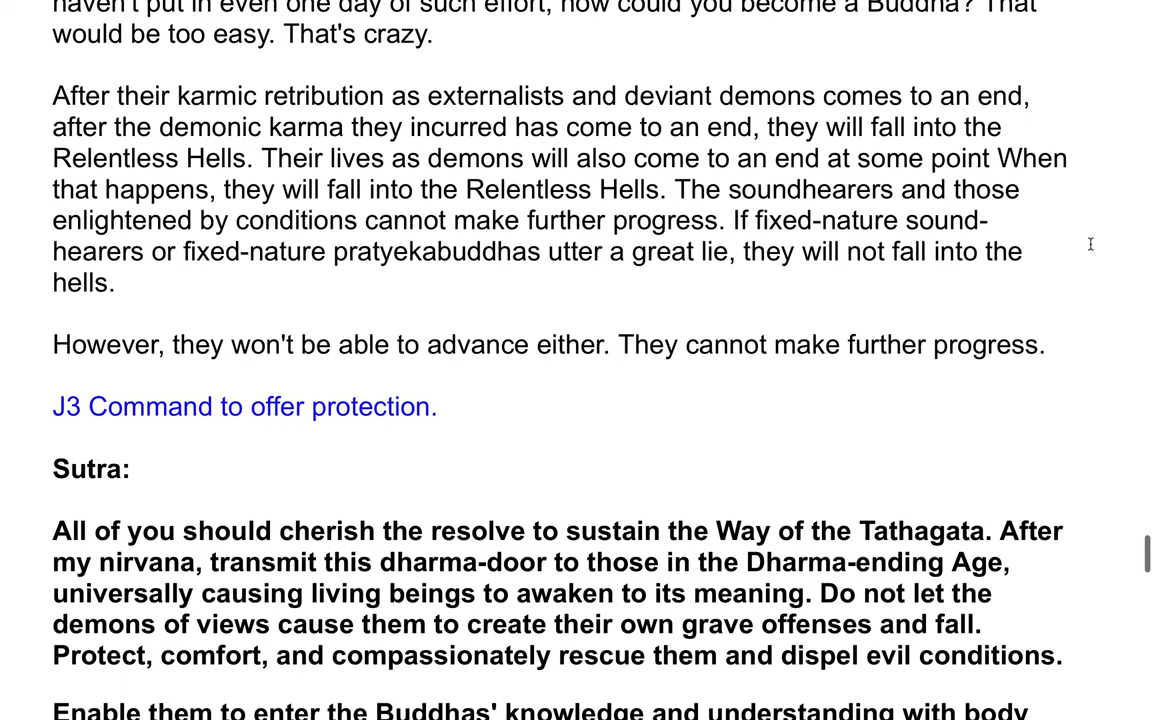 haven't put in even one day of such effort, how could you become a Buddha? That
would be too easy. That's crazy.
After their karmic retribution as externalists and deviant demons comes to an end,
after the demonic karma they incurred has come to an end, they will fall into the
Relentless Hells. Their lives as demons will also come to an end at some point When
that happens, they will fall into the Relentless Hells. The soundhearers and those
enlightened by conditions cannot make further progress. If fixed-nature sound-
hearers or fixed-nature pratyekabuddhas utter a great lie, they will not fall into the
hells.
However, they won't be able to advance either. They cannot make further progress.
J3 Command to offer protection.
Sutra:
All of you should cherish the resolve to sustain the Way of the Tathagata. After
my nirvana, transmit this dharma-door to those in the Dharma-ending Age,
universally causing living beings to awaken to its meaning. Do not let the
demons of views cause them to create their own grave offenses and fall.
Protect, comfort, and compassionately rescue them and dispel evil conditions.
Enable them to enter the Buddhas' knowledge and understanding with body